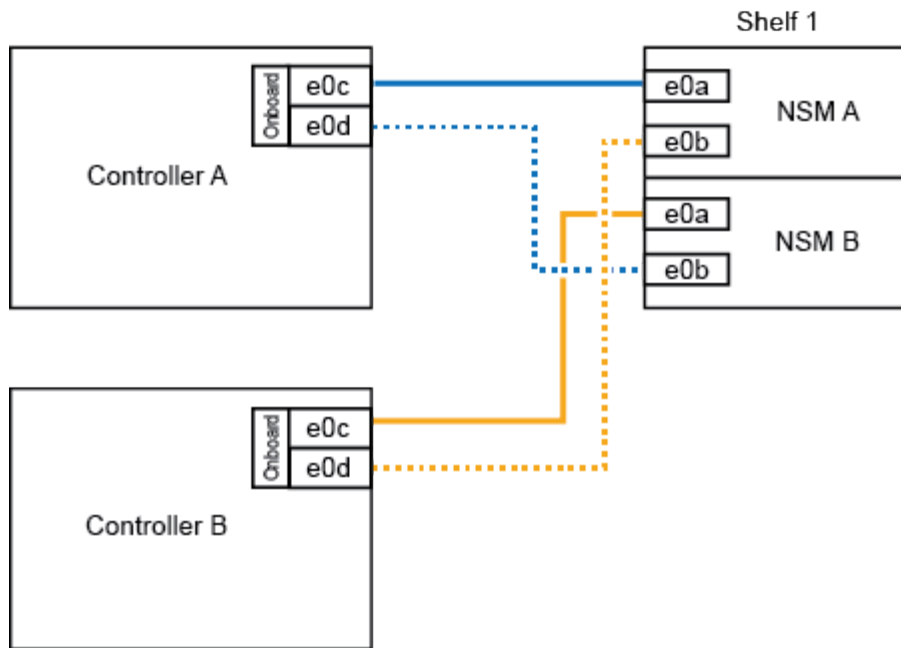 Shelf 1
Onboard
e0c
e0d
Controller A
e0a
NSM A
e0b
e0a
NSM B
e0b
Onboard
e0c
e0d
Controller B